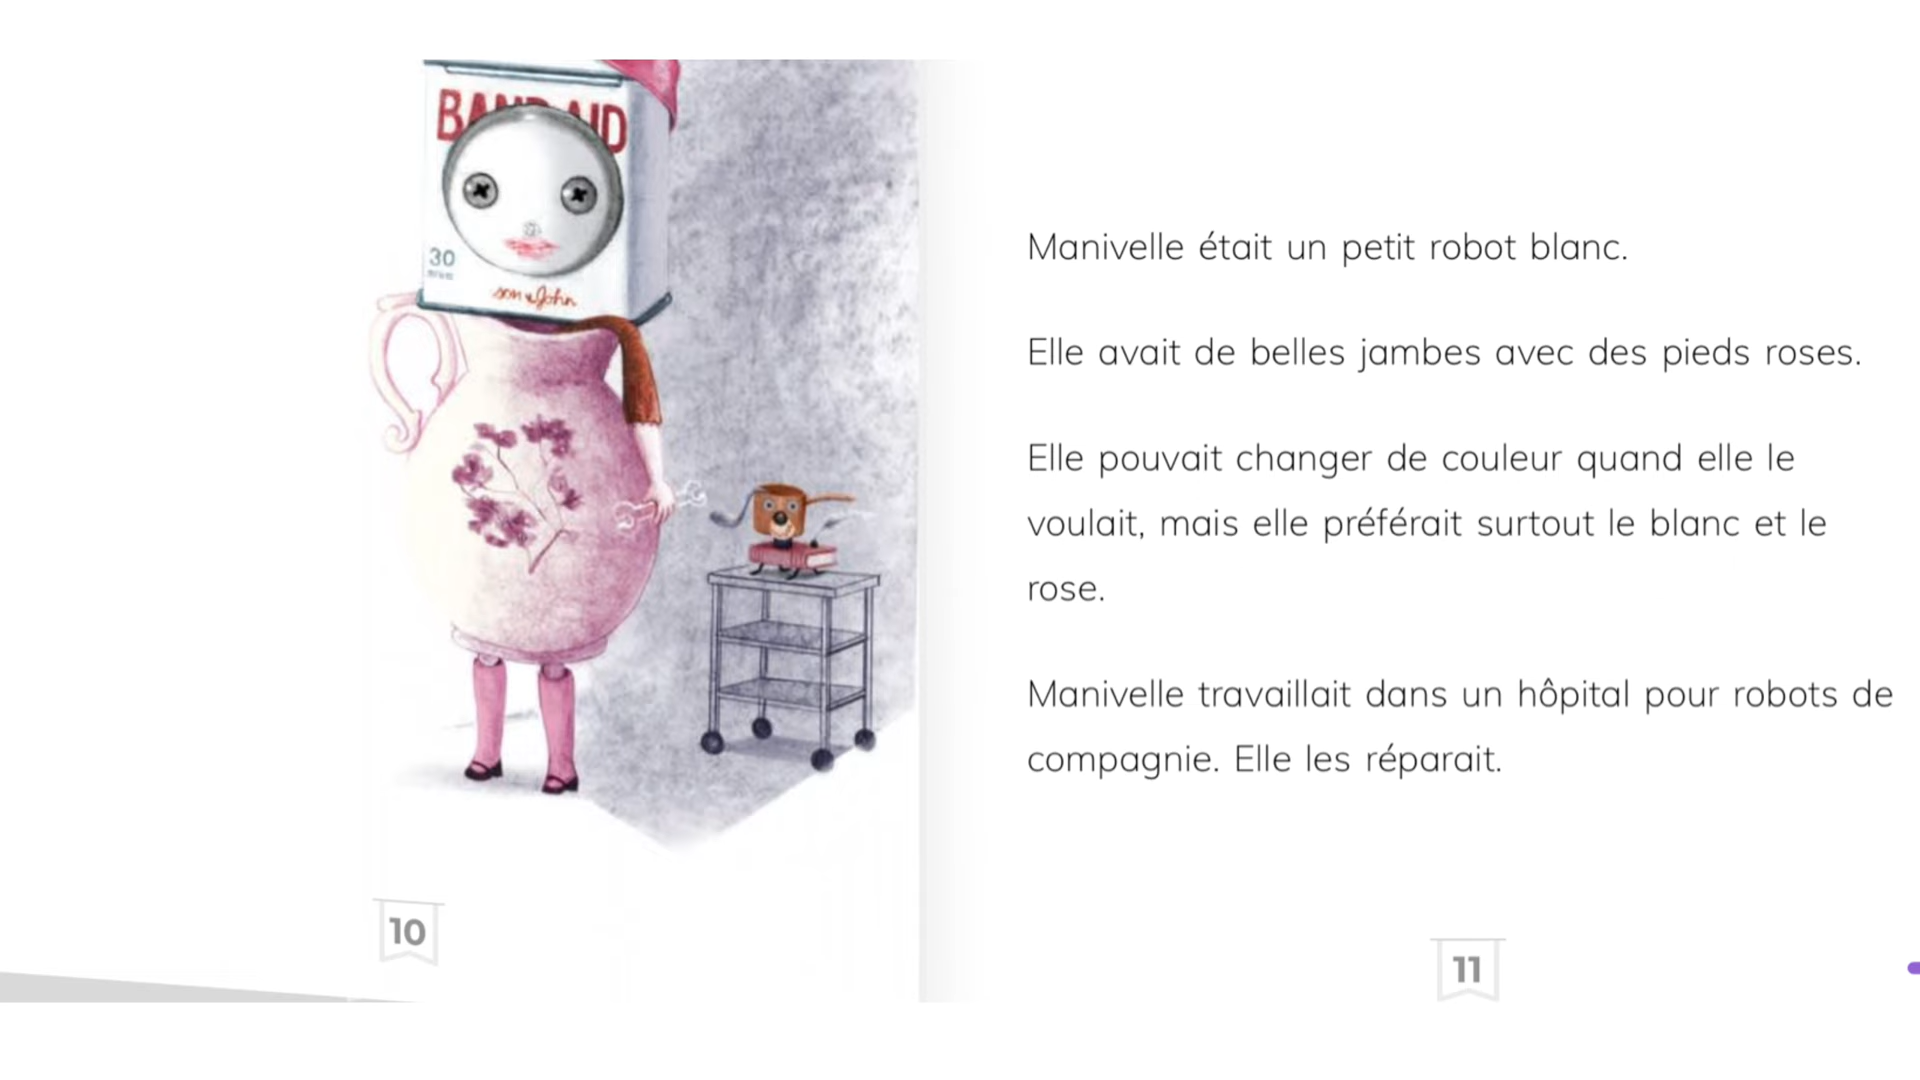 BAND-AID
30
son & John
10
Manivelle était un petit robot blanc.
Elle avait de belles jambes avec des pieds roses.
Elle pouvait changer de couleur quand elle le
voulait, mais elle préférait surtout le blanc et le
rose.
Manivelle travaillait dans un hôpital pour robots de
compagnie. Elle les réparait.
11